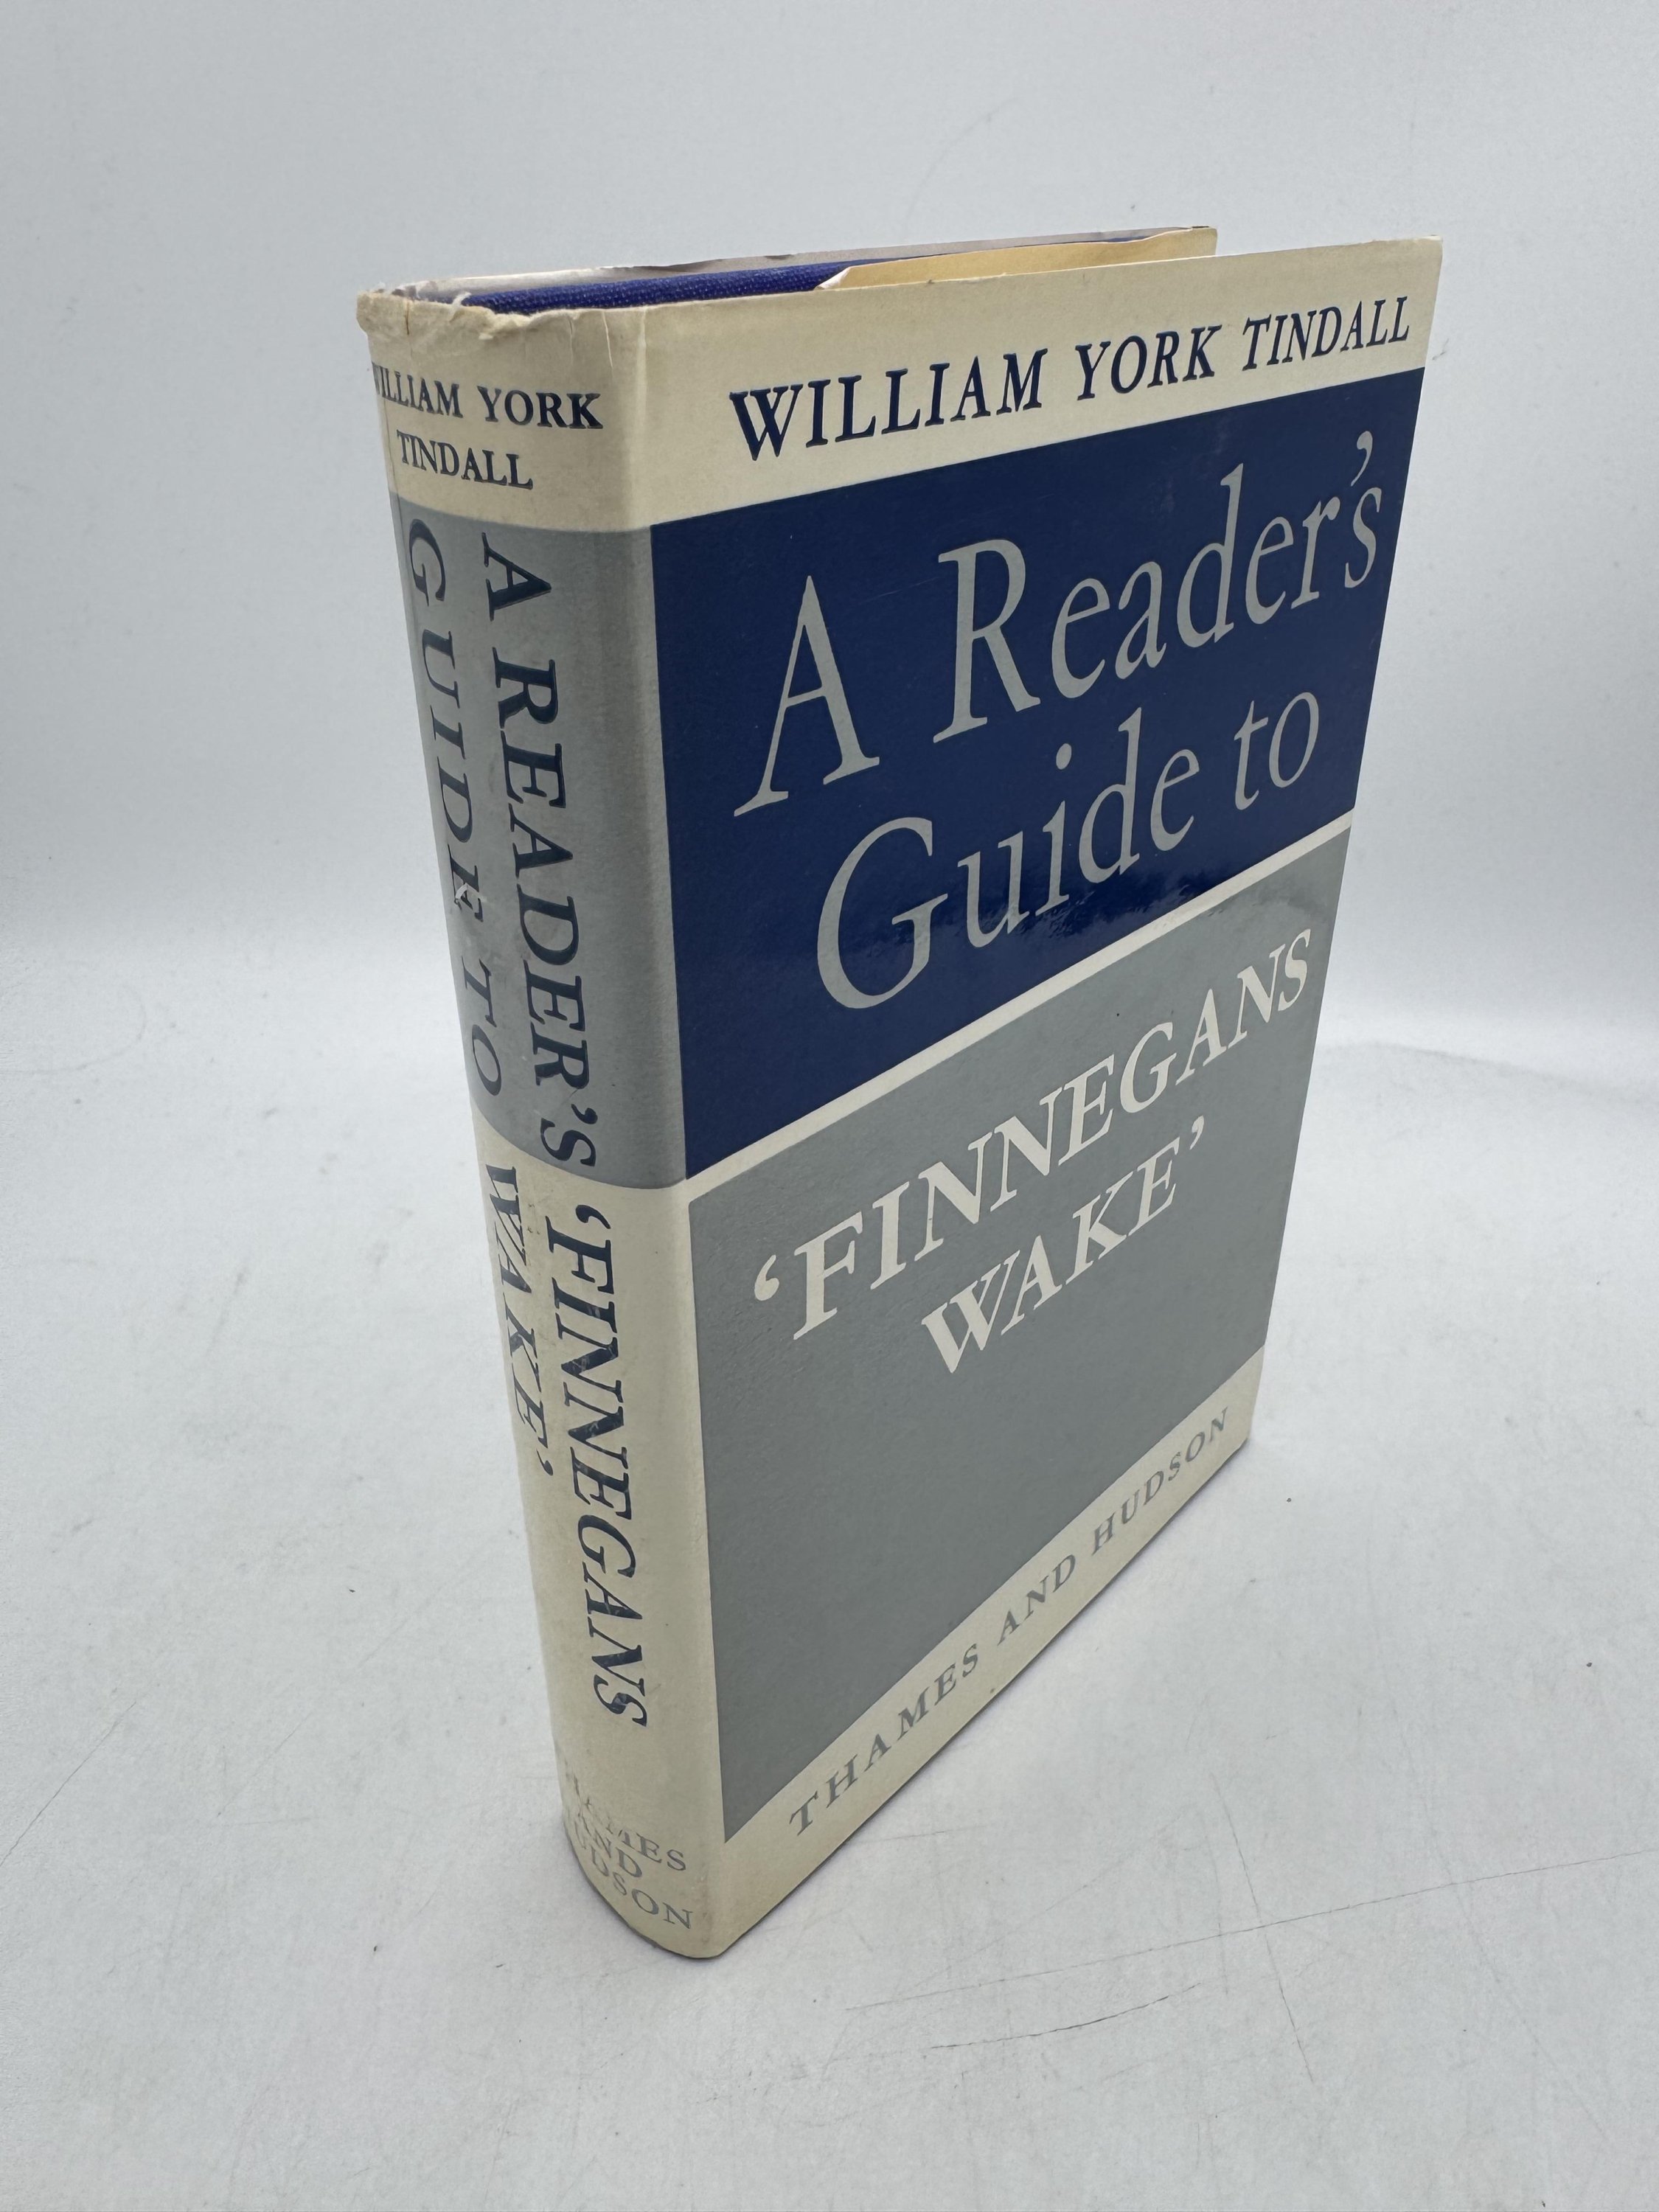 WILLIAM YORK
TINDALL
A READER'S
GUIDE TO
'FINNEGANS
WAKE'
THAMES
AND
HUDSON
WILLIAM YORK TINDALL
A Reader's
Guide to
'FINNEGANS
WAKE'
THAMES AND HUDSON